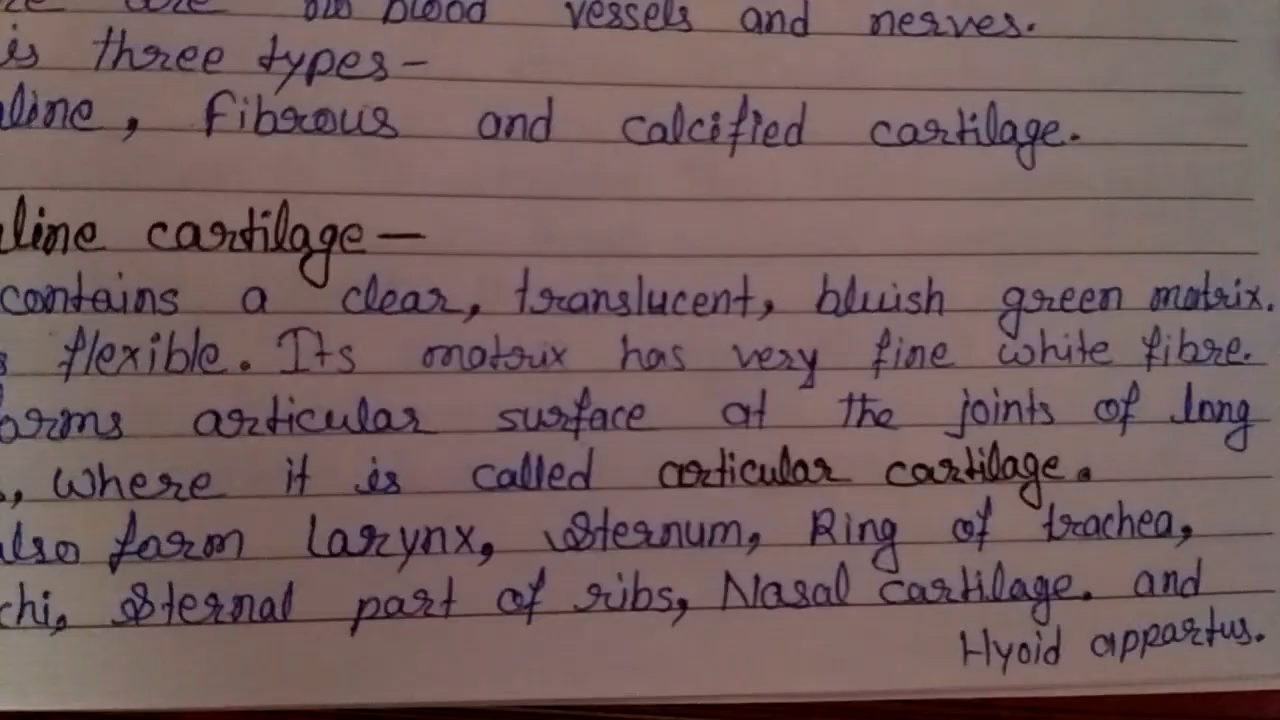 blood vessels and nerves.
is three types-
line, Fibrous and calcified cartilage.
line cartilage-
contains a clear, translucent, bluish green matrix.
s flexible. Its matrix has very fine white fibre.
orms articular surface at the joints of long
, where it is called articular cartilage.
also form Larynx, Sternum, Ring of trachea,
chi, Sternal part of ribs, Nasal cartilage. and
Hyoid appartus.